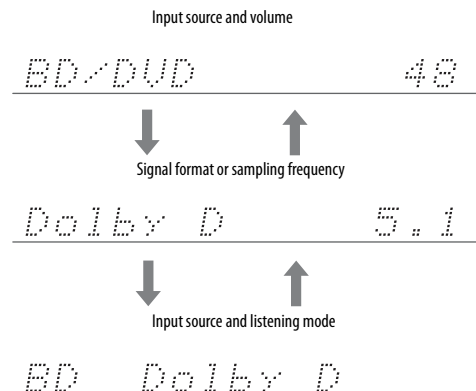 Input source and volume
BD/DVD 48
Signal format or sampling frequency
Dolby D 5.1
Input source and listening mode
BD Dolby D